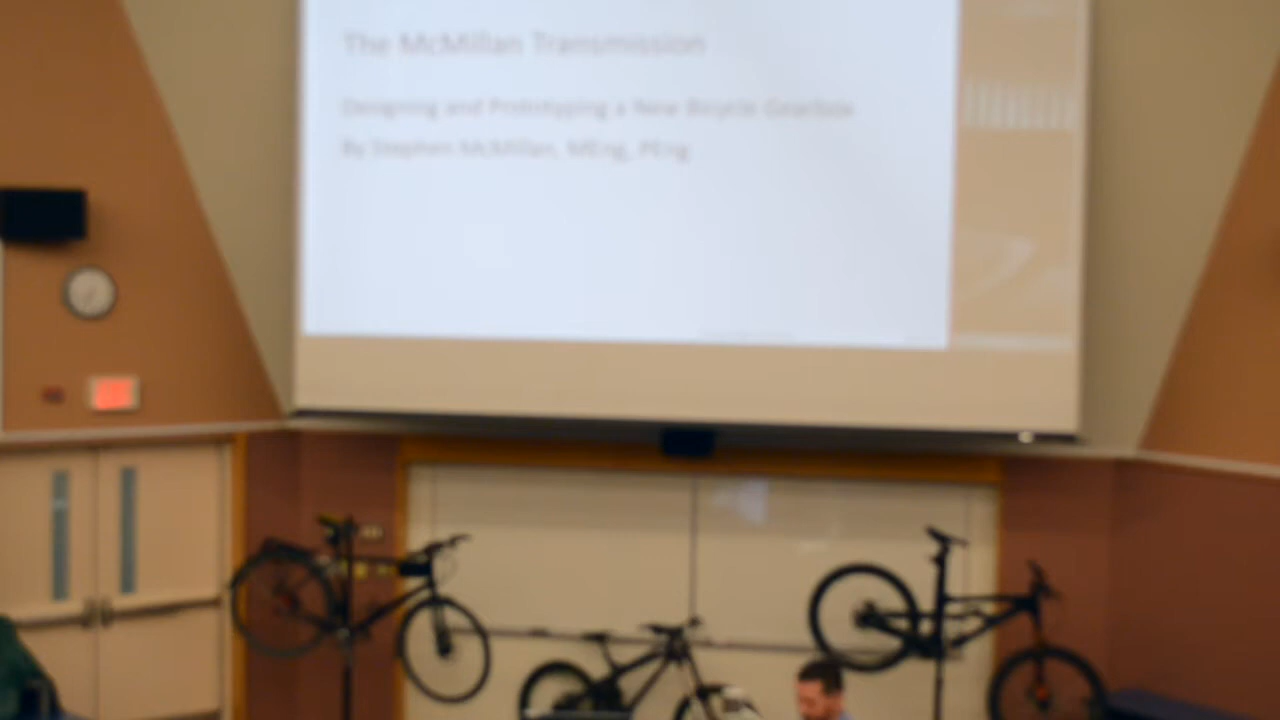 The McMillan Transmission
Designing and Prototyping a New Bicycle Gearbox
By Stephen McMillan, MEng, PEng